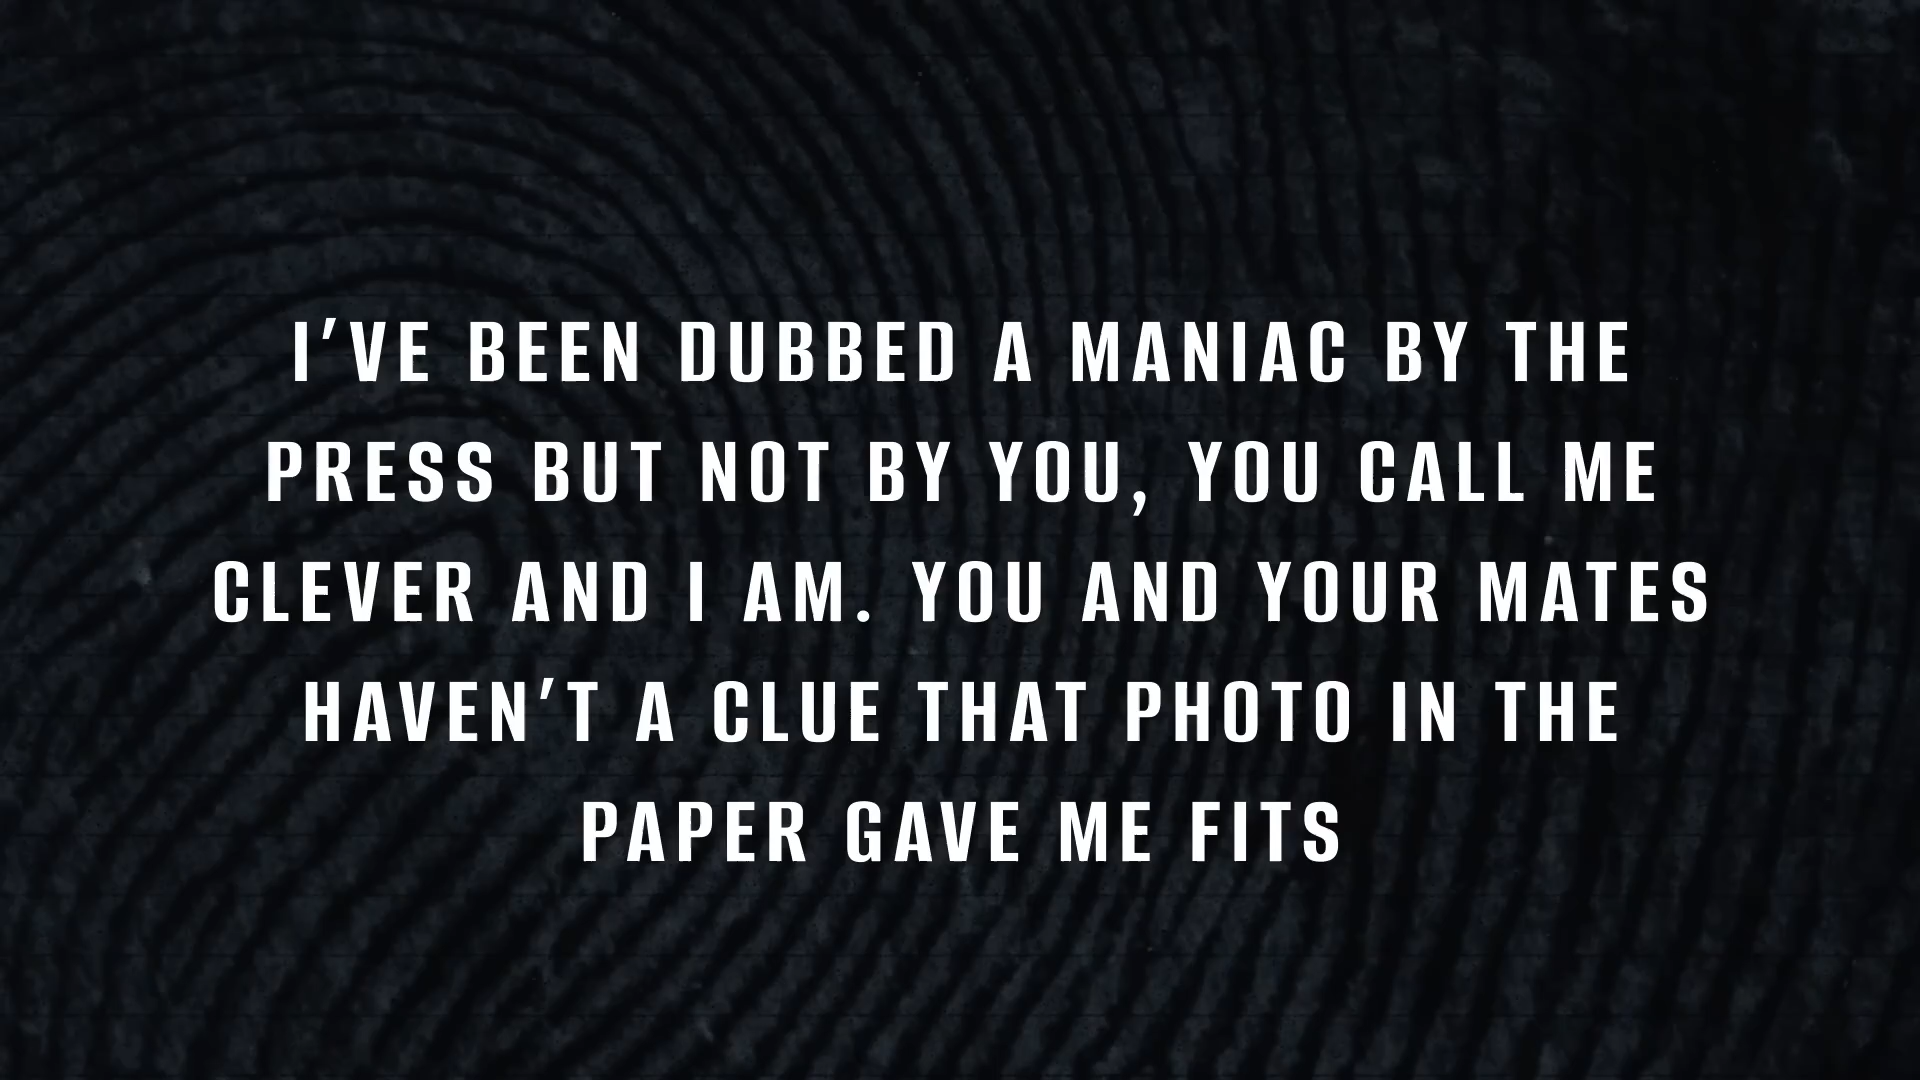 I'VE BEEN DUBBED A MANIAC BY THE
PRESS BUT NOT BY YOU, YOU CALL ME
CLEVER AND I AM. YOU AND YOUR MATES
HAVEN'T A CLUE THAT PHOTO IN THE
PAPER GAVE ME FITS